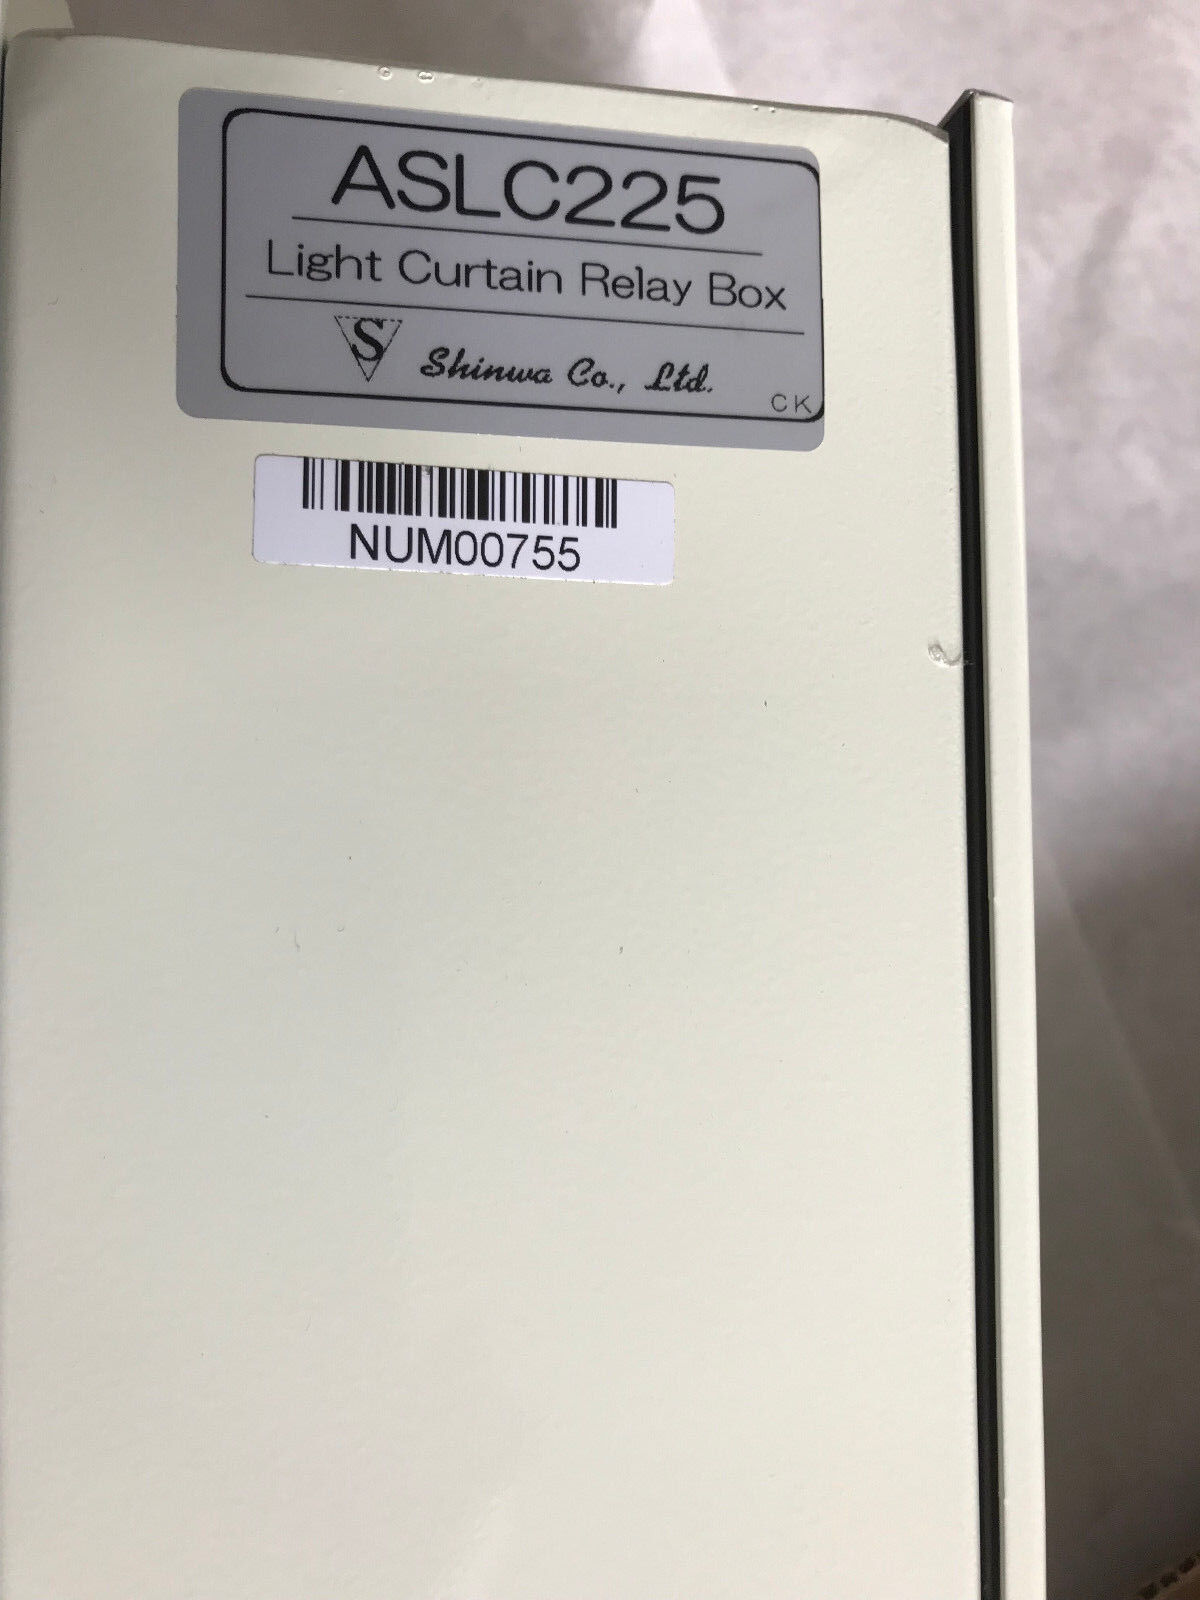 ASLC225
Light Curtain Relay Box
S Shinwa Co., Ltd.
CK
NUM00755